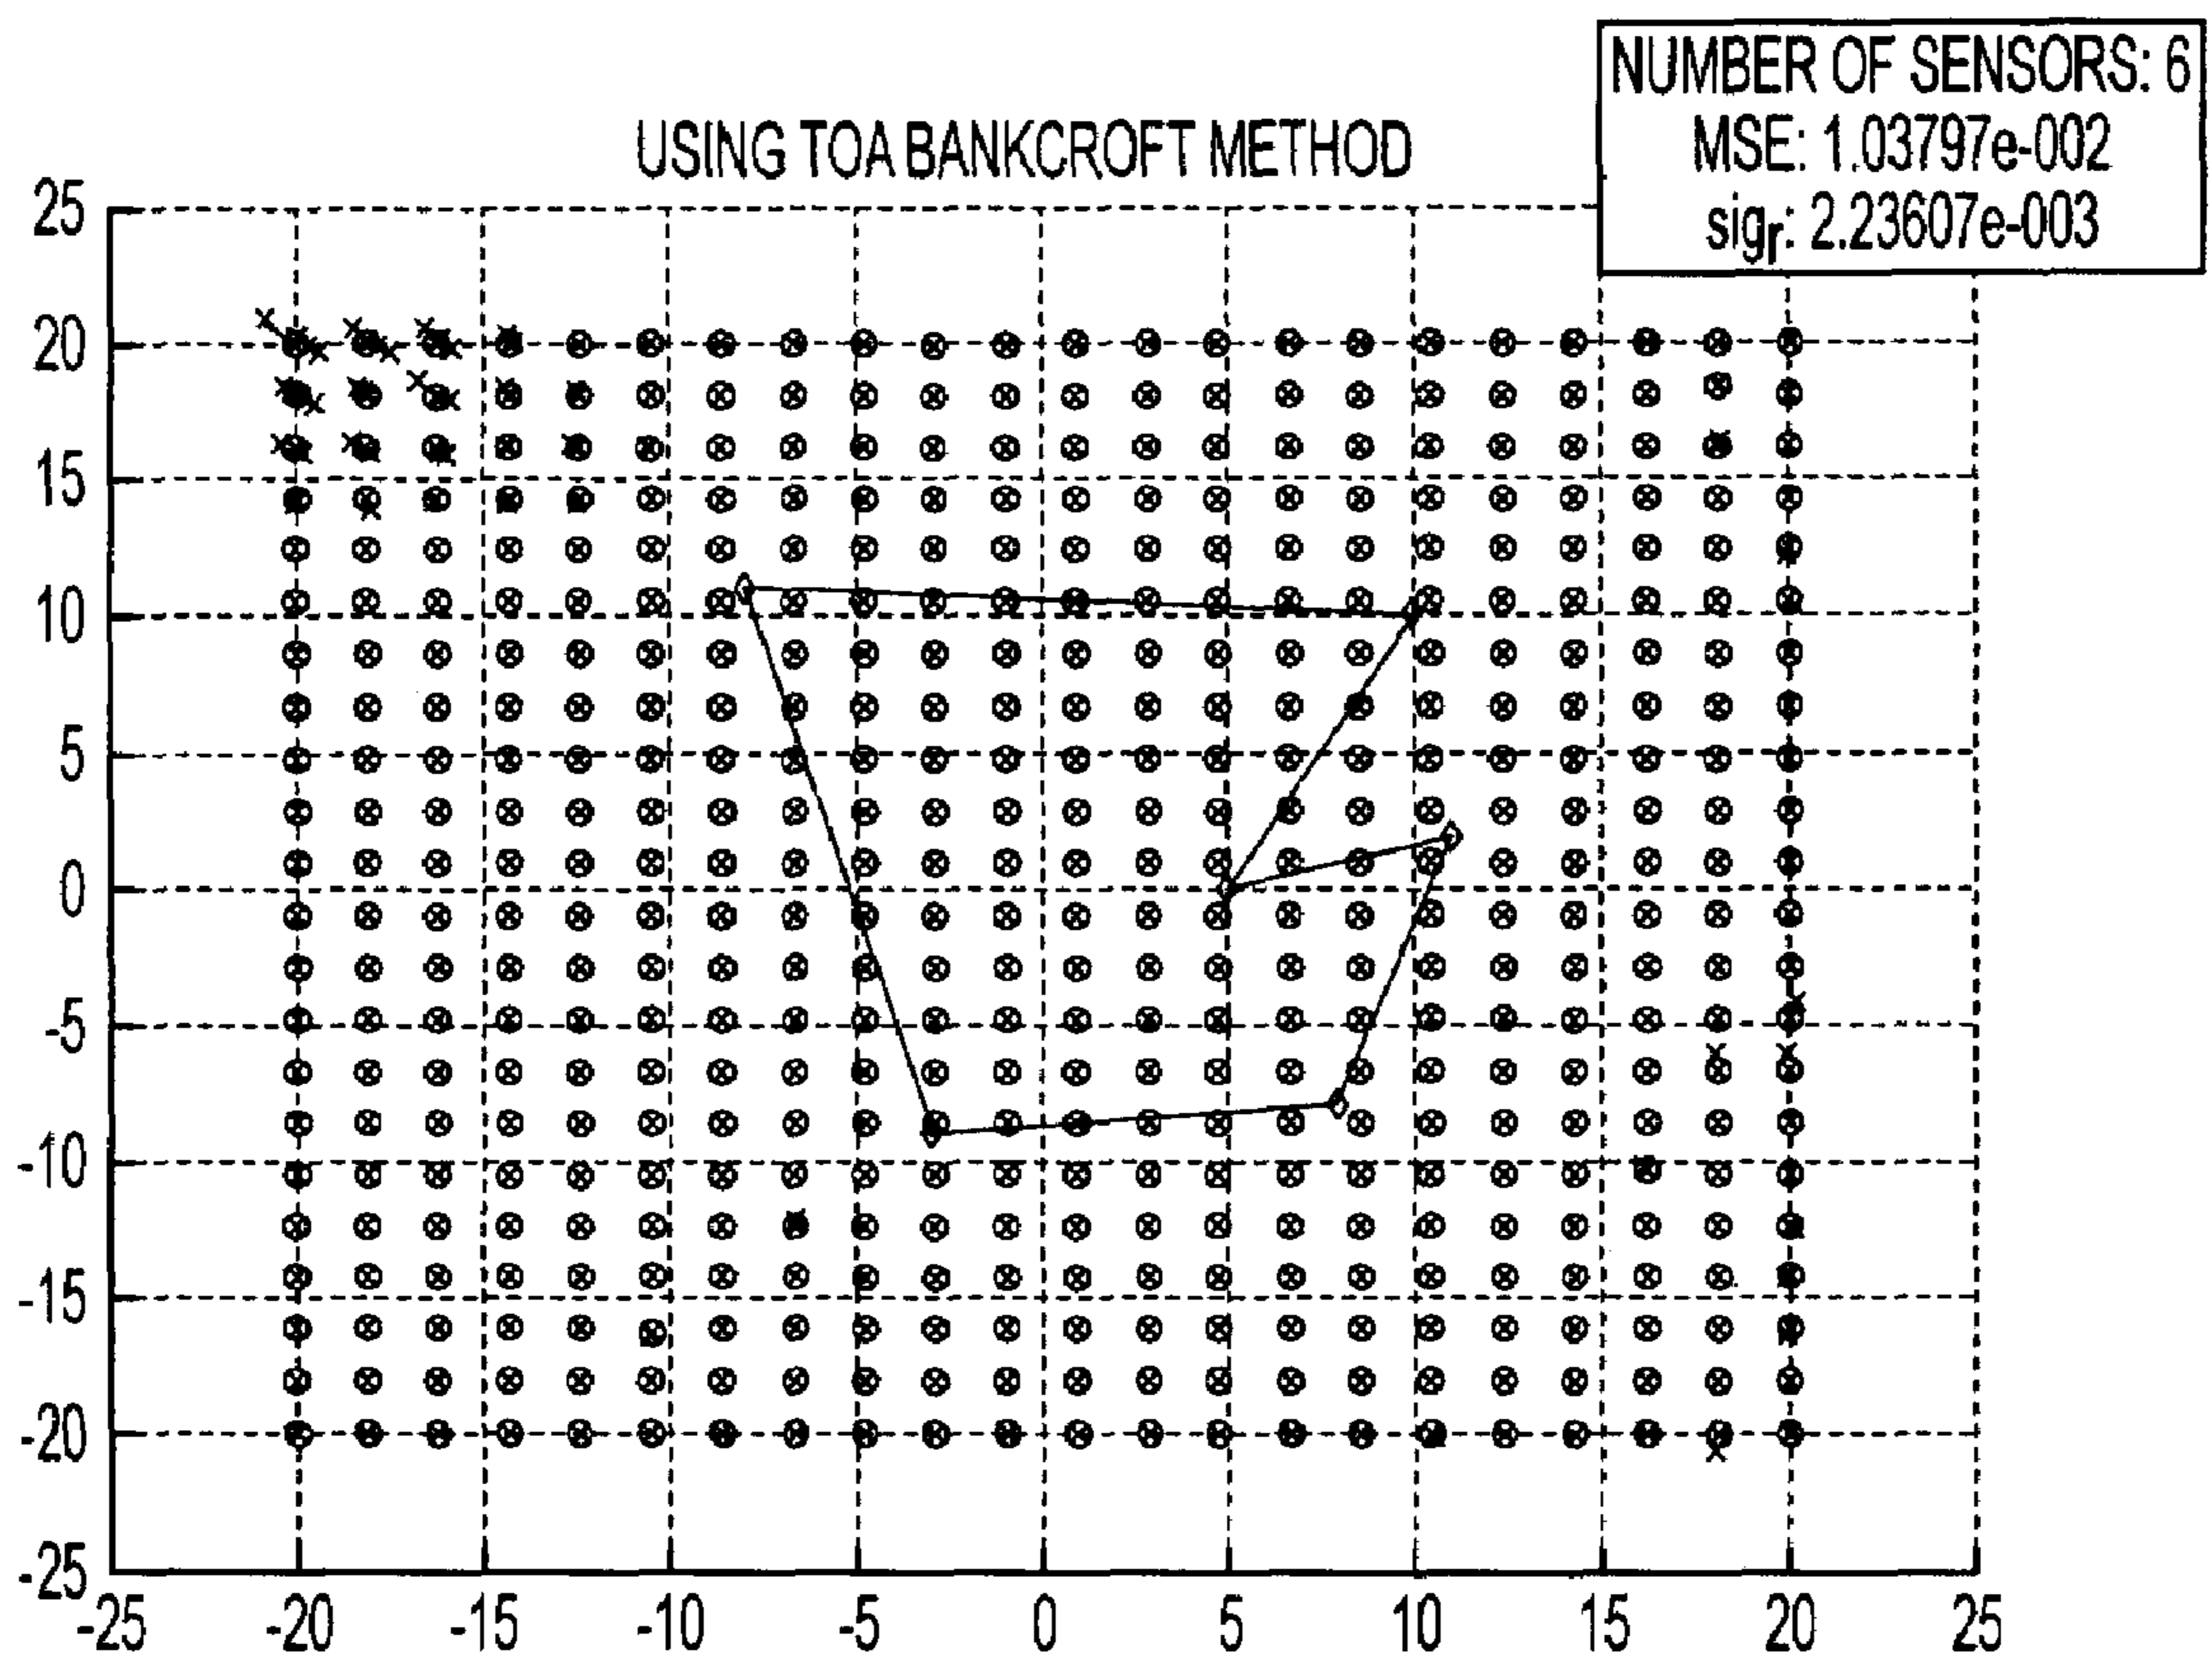 NUMBER OF SENSORS: 6
MSE: 1.03797e-002
sigr: 2.23607e-003
USING TOA BANKCROFT METHOD
25
20
15
10
5
0
-5
-10
-15
-20
-25
-25 -20 -15 -10 -5 0 5 10 15 20 25